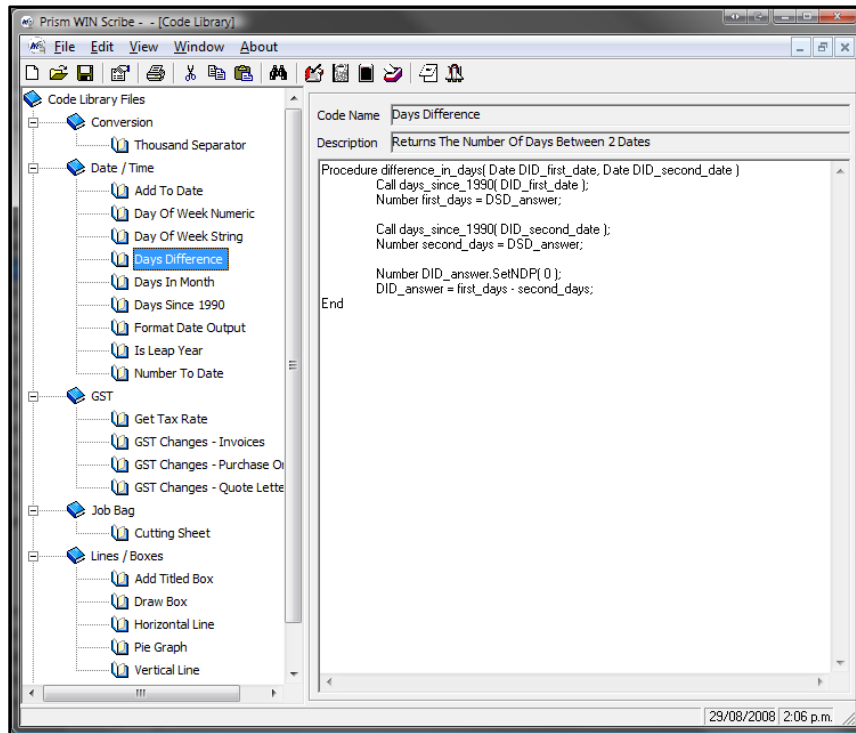 Prism WIN Scribe - - [Code Library]
File Edit View Window About
Code Library Files
Conversion
Thousand Separator
Date / Time
Add To Date
Day Of Week Numeric
Day Of Week String
Days Difference
Days In Month
Days Since 1990
Format Date Output
Is Leap Year
Number To Date
GST
Get Tax Rate
GST Changes - Invoices
GST Changes - Purchase Or
GST Changes - Quote Lette
Job Bag
Cutting Sheet
Lines / Boxes
Add Titled Box
Draw Box
Horizontal Line
Pie Graph
Vertical Line
Code Name Days Difference
Description Returns The Number Of Days Between 2 Dates
Procedure difference_in_days( Date DID_first_date, Date DID_second_date )
Call days_since_1990( DID_first_date );
Number first_days = DSD_answer;
Call days_since_1990( DID_second_date );
Number second_days = DSD_answer;
Number DID_answer.SetNDP( 0 );
DID_answer = first_days - second_days;
End
29/08/2008 2:06 p.m.